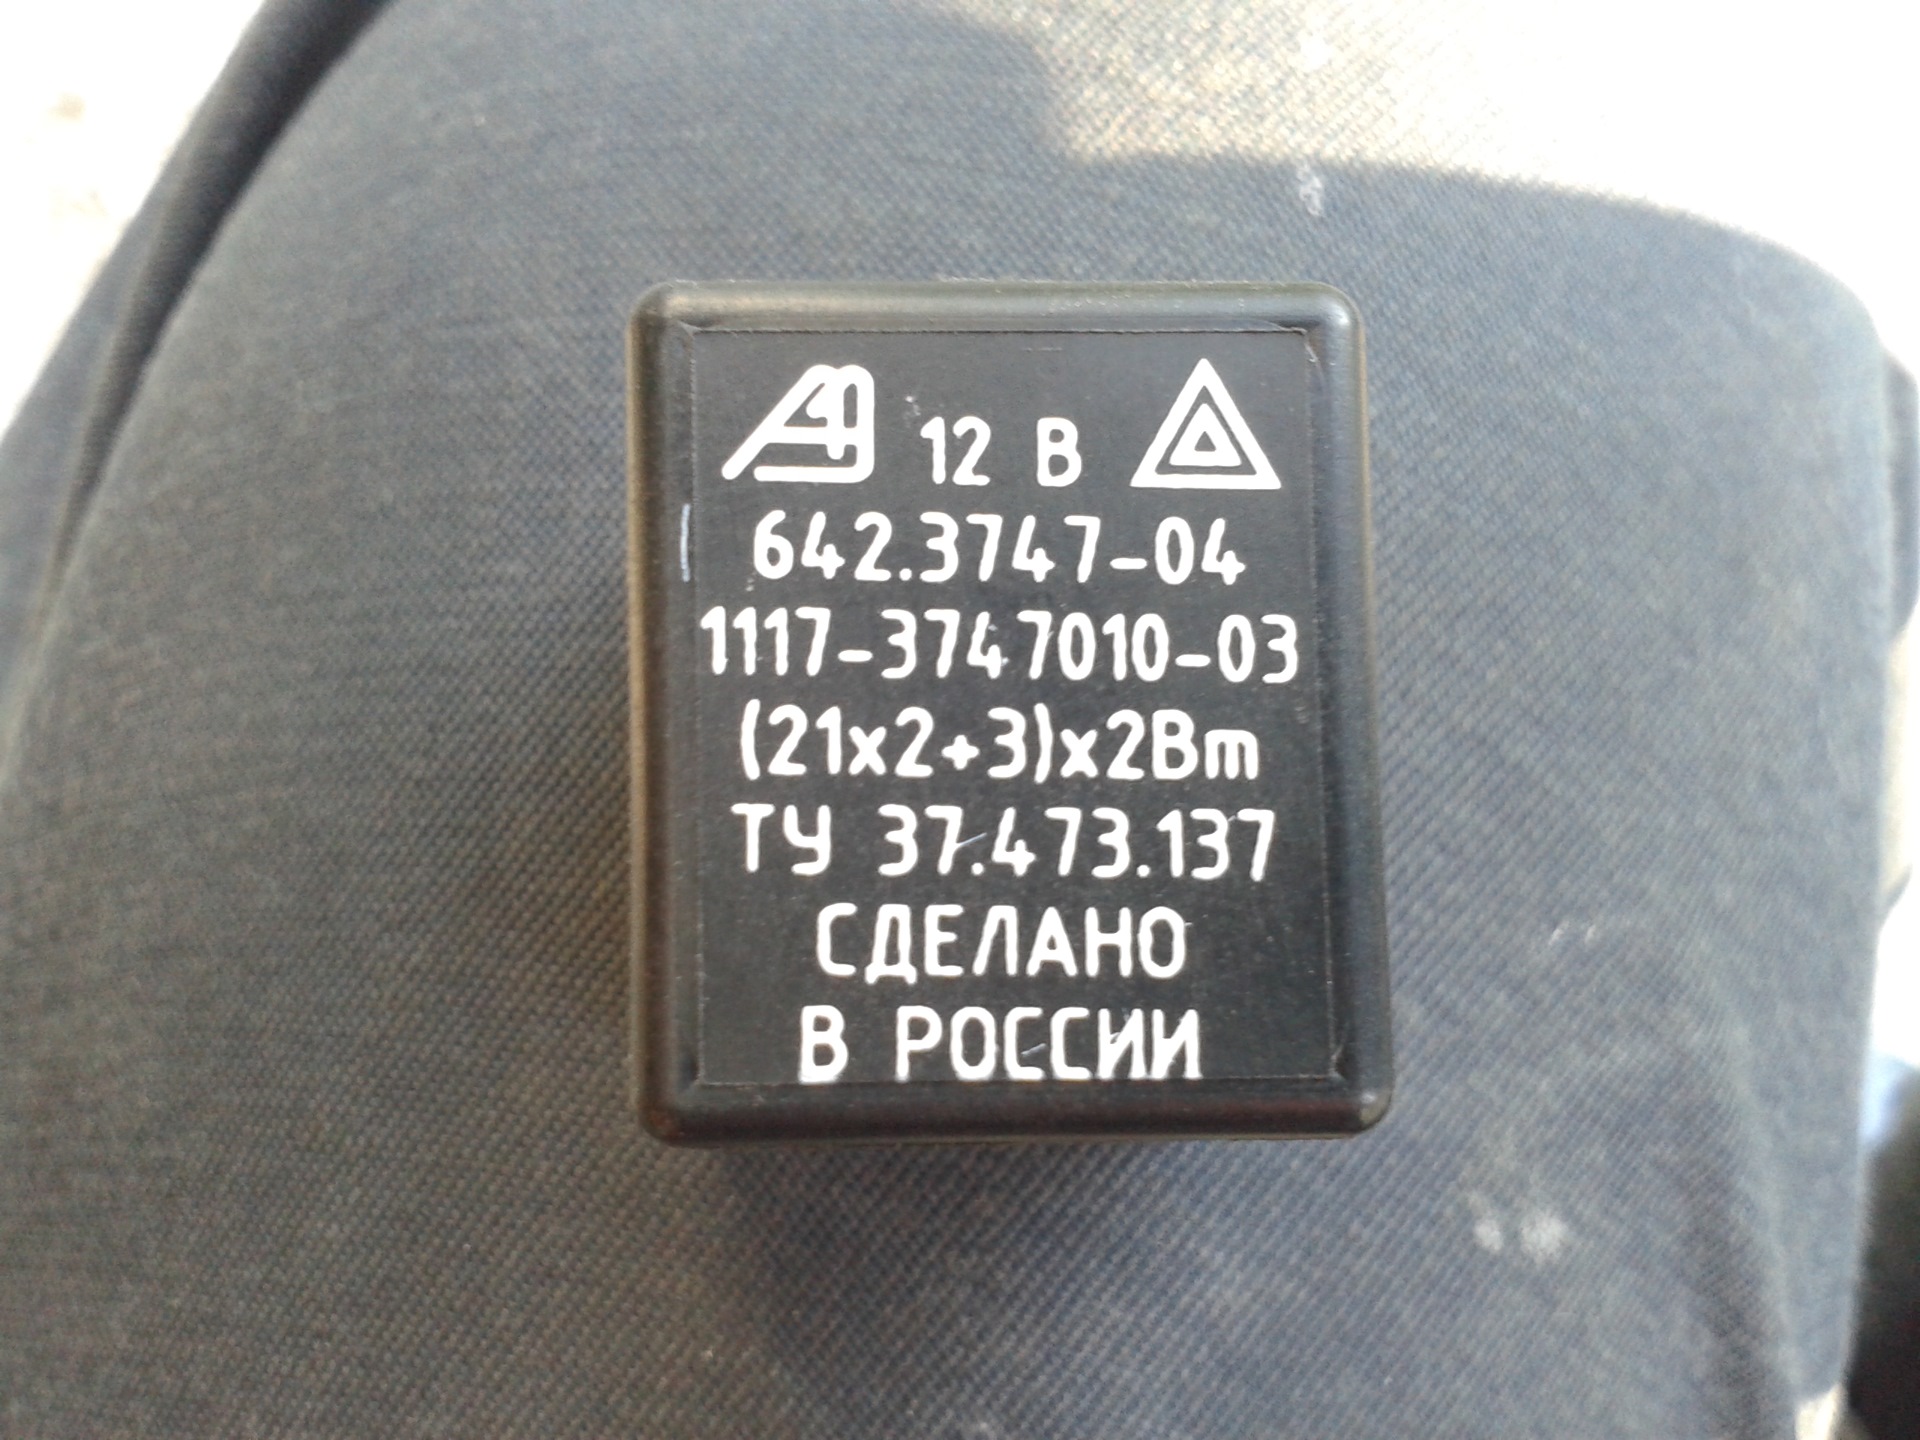 12 В
642.3747-04
1117-3747010-03
(21x2+3)x2Вт
ТУ 37.473.137
СДЕЛАНО
В РОССИИ